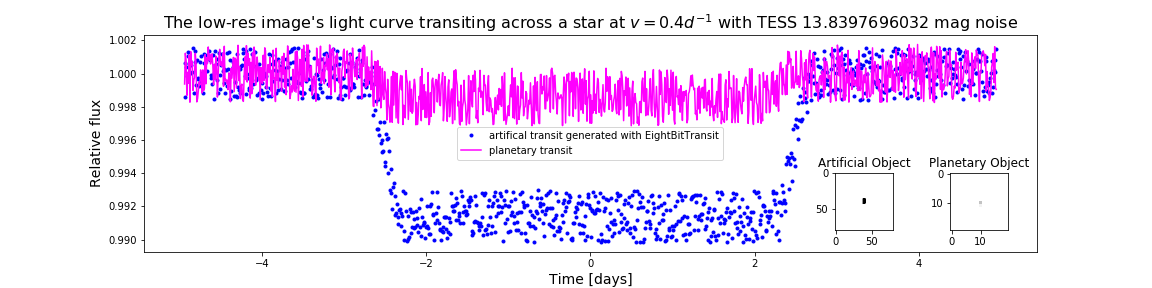 The low-res image's light curve transiting across a star at v = 0.4d⁻¹ with TESS 13.8397696032 mag noise
1.002
1.000
0.998
0.996
0.994
0.992
0.990
Relative flux
artifical transit generated with EightBitTransit
planetary transit
Artificial Object
0
50
0 50
Planetary Object
0
10
0 10
−4 −2 0 2 4
Time [days]